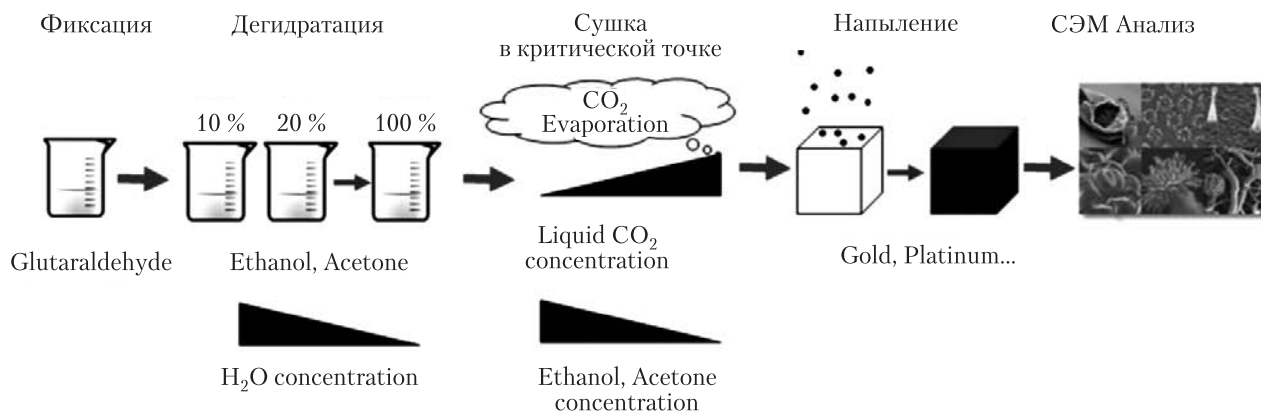 Фиксация
Дегидратация
Сушка
в критической точке
Напыление
СЭМ Анализ
10 %
20 %
100 %
CO₂
Evaporation
Glutaraldehyde
Ethanol, Acetone
Liquid CO₂
concentration
Gold, Platinum...
H₂O concentration
Ethanol, Acetone
concentration